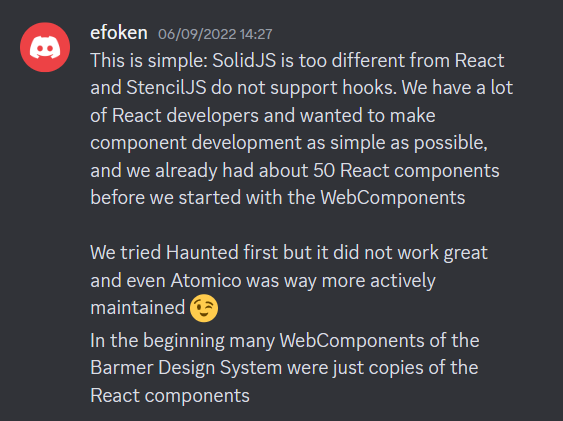 efoken 06/09/2022 14:27
This is simple: SolidJS is too different from React
and StencilJS do not support hooks. We have a lot
of React developers and wanted to make
component development as simple as possible,
and we already had about 50 React components
before we started with the WebComponents
We tried Haunted first but it did not work great
and even Atomico was way more actively
maintained 😉
In the beginning many WebComponents of the
Barmer Design System were just copies of the
React components